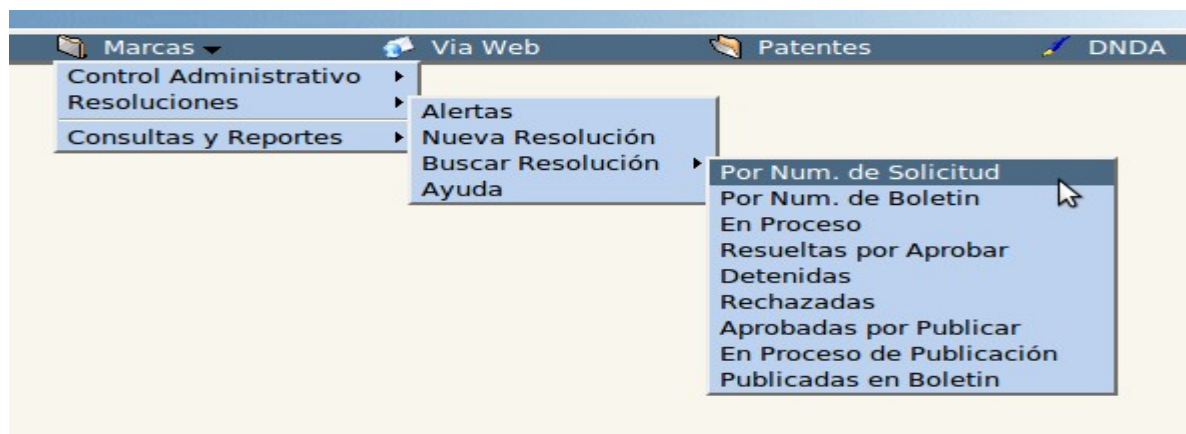 Marcas Via Web Patentes DNDA
Control Administrativo
Resoluciones
Consultas y Reportes
Alertas
Nueva Resolución
Buscar Resolución
Ayuda
Por Num. de Solicitud
Por Num. de Boletin
En Proceso
Resueltas por Aprobar
Detenidas
Rechazadas
Aprobadas por Publicar
En Proceso de Publicación
Publicadas en Boletin